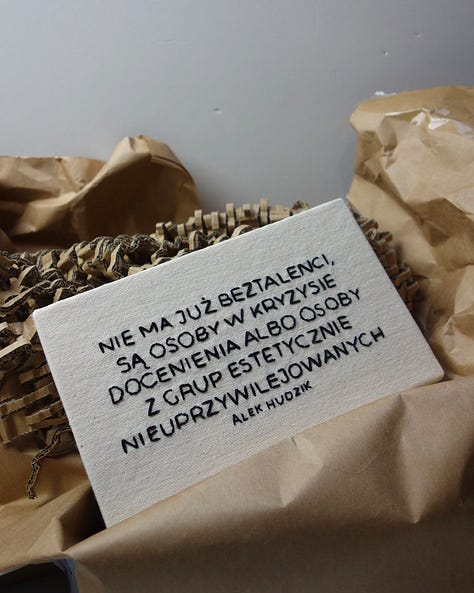 NIE MA JUŻ BEZTALENCI,
SĄ OSOBY W KRYZYSIE
DOCENIENIA ALBO OSOBY
Z GRUP ESTETYCZNIE
NIEUPRZYWILEJOWANYCH
ALEK HUDZIK